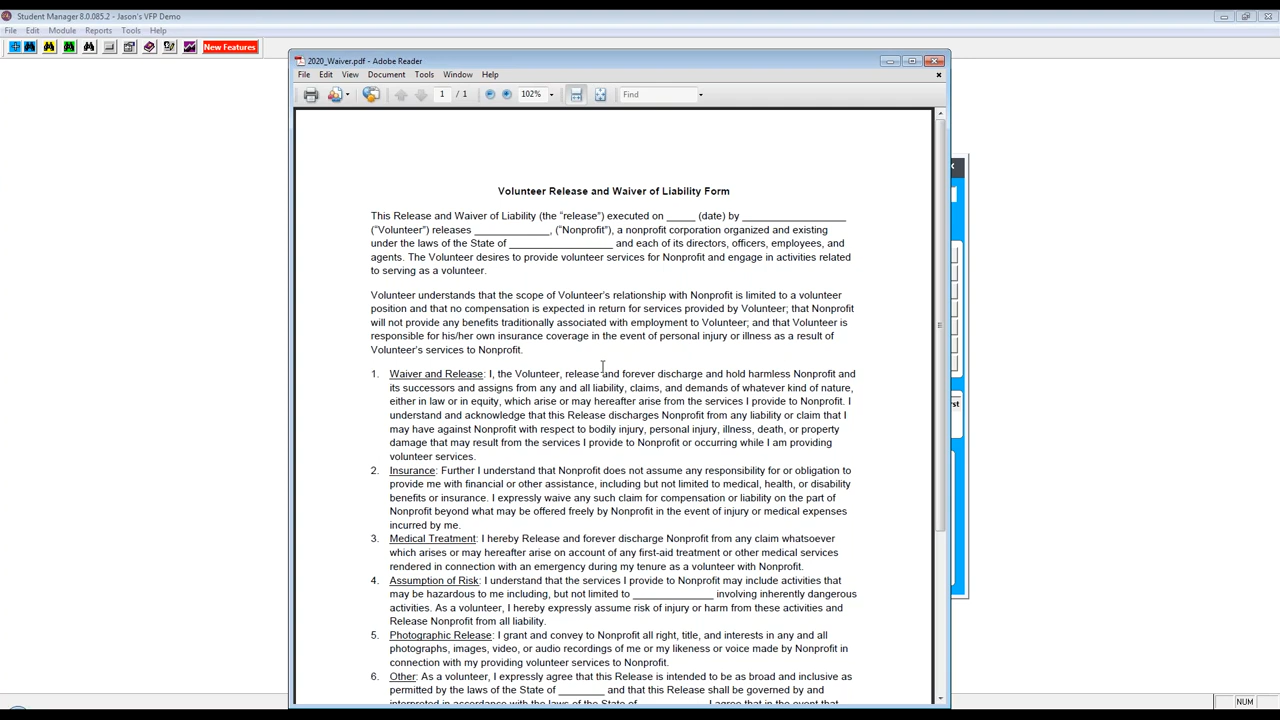 Student Manager 8.0.085.2 - Jason's VFP Demo
File Edit Module Reports Tools Help
New Features
2020_Waiver.pdf - Adobe Reader
File Edit View Document Tools Window Help
1 / 1 102% Find
Volunteer Release and Waiver of Liability Form
This Release and Waiver of Liability (the “release”) executed on _____ (date) by ___________________
(“Volunteer”) releases _____________, (“Nonprofit”), a nonprofit corporation organized and existing
under the laws of the State of ___________________ and each of its directors, officers, employees, and
agents. The Volunteer desires to provide volunteer services for Nonprofit and engage in activities related
to serving as a volunteer.
Volunteer understands that the scope of Volunteer’s relationship with Nonprofit is limited to a volunteer
position and that no compensation is expected in return for services provided by Volunteer; that Nonprofit
will not provide any benefits traditionally associated with employment to Volunteer; and that Volunteer is
responsible for his/her own insurance coverage in the event of personal injury or illness as a result of
Volunteer’s services to Nonprofit.
1. Waiver and Release: I, the Volunteer, release and forever discharge and hold harmless Nonprofit and
its successors and assigns from any and all liability, claims, and demands of whatever kind of nature,
either in law or in equity, which arise or may hereafter arise from the services I provide to Nonprofit. I
understand and acknowledge that this Release discharges Nonprofit from any liability or claim that I
may have against Nonprofit with respect to bodily injury, personal injury, illness, death, or property
damage that may result from the services I provide to Nonprofit or occurring while I am providing
volunteer services.
2. Insurance: Further I understand that Nonprofit does not assume any responsibility for or obligation to
provide me with financial or other assistance, including but not limited to medical, health, or disability
benefits or insurance. I expressly waive any such claim for compensation or liability on the part of
Nonprofit beyond what may be offered freely by Nonprofit in the event of injury or medical expenses
incurred by me.
3. Medical Treatment: I hereby Release and forever discharge Nonprofit from any claim whatsoever
which arises or may hereafter arise on account of any first-aid treatment or other medical services
rendered in connection with an emergency during my tenure as a volunteer with Nonprofit.
4. Assumption of Risk: I understand that the services I provide to Nonprofit may include activities that
may be hazardous to me including, but not limited to _______________ involving inherently dangerous
activities. As a volunteer, I hereby expressly assume risk of injury or harm from these activities and
Release Nonprofit from all liability.
5. Photographic Release: I grant and convey to Nonprofit all right, title, and interests in any and all
photographs, images, video, or audio recordings of me or my likeness or voice made by Nonprofit in
connection with my providing volunteer services to Nonprofit.
6. Other: As a volunteer, I expressly agree that this Release is intended to be as broad and inclusive as
permitted by the laws of the State of ________ and that this Release shall be governed by and
interpreted in accordance with the laws of the State of ____________. I agree that in the event that
NUM